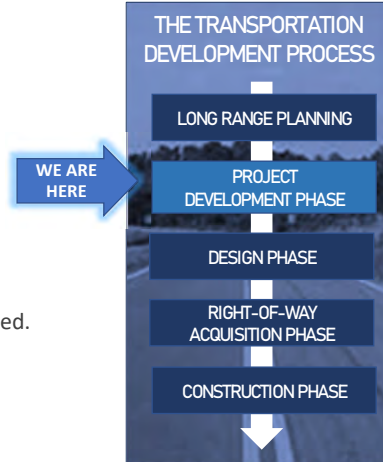 THE TRANSPORTATION
DEVELOPMENT PROCESS
LONG RANGE PLANNING
WE ARE
HERE
PROJECT
DEVELOPMENT PHASE
DESIGN PHASE
RIGHT-OF-WAY
ACQUISITION PHASE
ed.
CONSTRUCTION PHASE